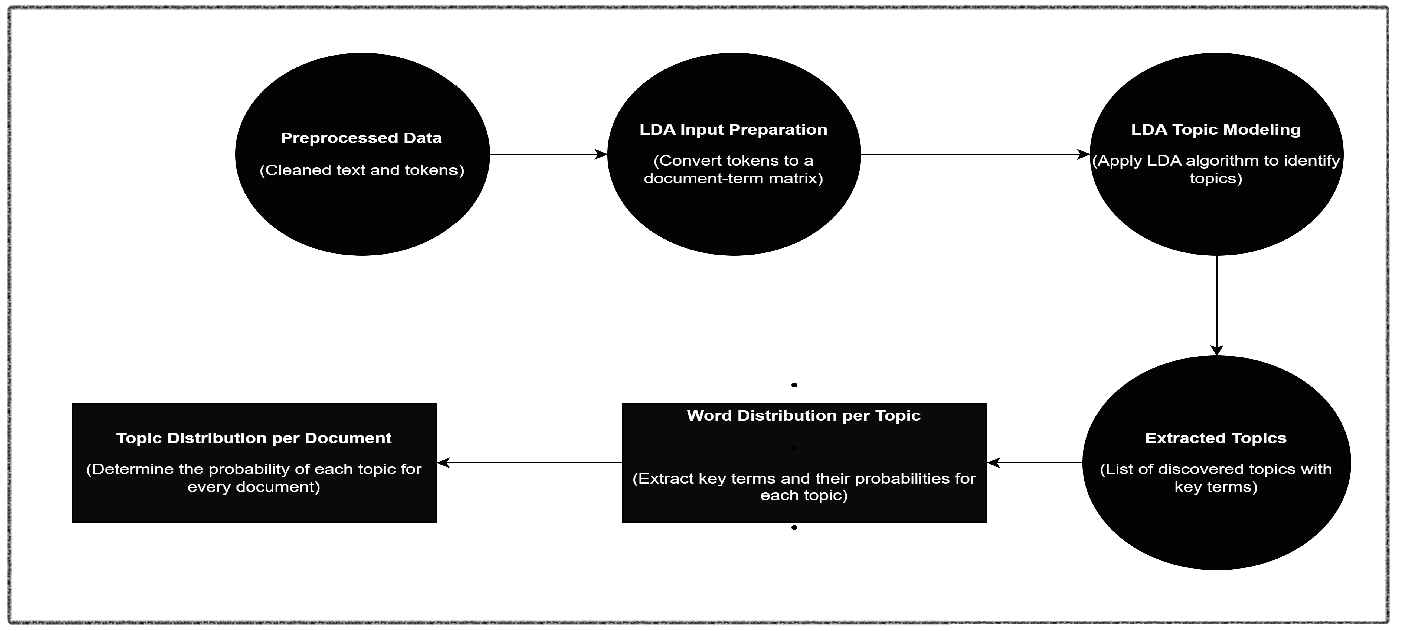 Preprocessed Data
(Cleaned text and tokens)
LDA Input Preparation
(Convert tokens to a
document-term matrix)
LDA Topic Modeling
(Apply LDA algorithm to identify
topics)
Extracted Topics
(List of discovered topics with
key terms)
Word Distribution per Topic
(Extract key terms and their probabilities for
each topic)
Topic Distribution per Document
(Determine the probability of each topic for
every document)